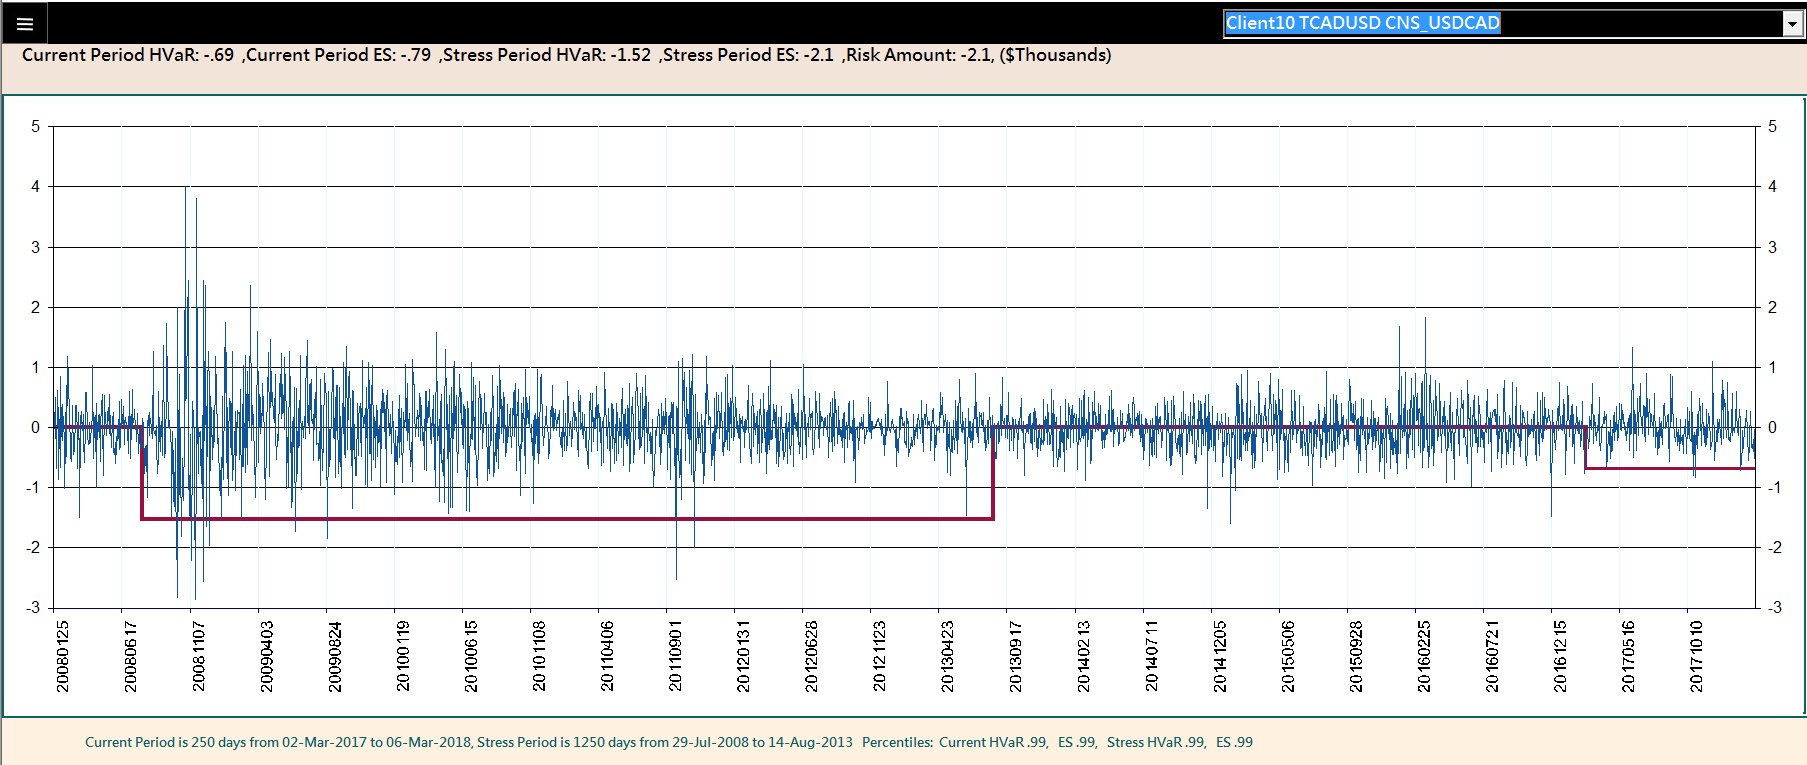 Client10 TCADUSD CNS_USDCAD
Current Period HVaR: -.69 ,Current Period ES: -.79 ,Stress Period HVaR: -1.52 ,Stress Period ES: -2.1 ,Risk Amount: -2.1, ($Thousands)
5 5
4 4
3 3
2 2
1 1
0 0
-1 -1
-2 -2
-3 -3
20080125 20080617 20081107 20090403 20090824 20100119 20100615 20101108 20110406 20110901 20120131 20120628 20121123 20130423 20130917 20140213 20140711 20141205 20150506 20150928 20160225 20160721 20161215 20170516 20171010
Current Period is 250 days from 02-Mar-2017 to 06-Mar-2018, Stress Period is 1250 days from 29-Jul-2008 to 14-Aug-2013 Percentiles: Current HVaR .99, ES .99, Stress HVaR .99, ES .99